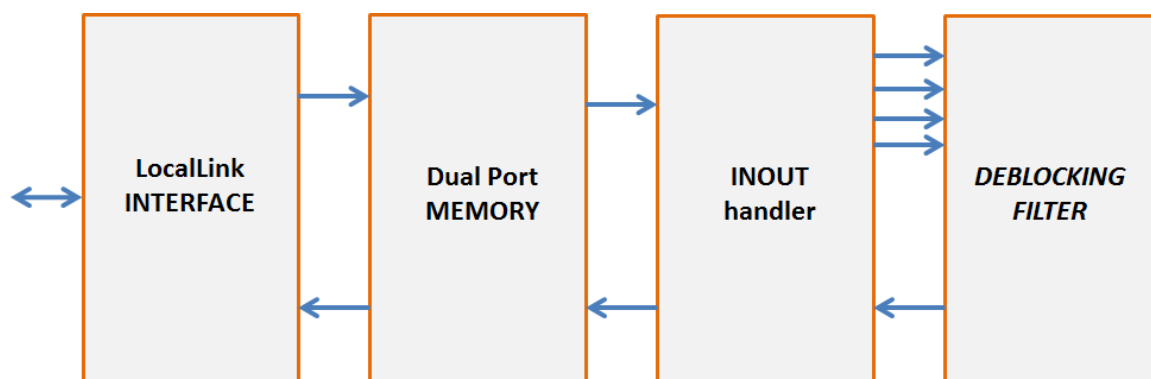 LocalLink
INTERFACE
Dual Port
MEMORY
INOUT
handler
DEBLOCKING
FILTER